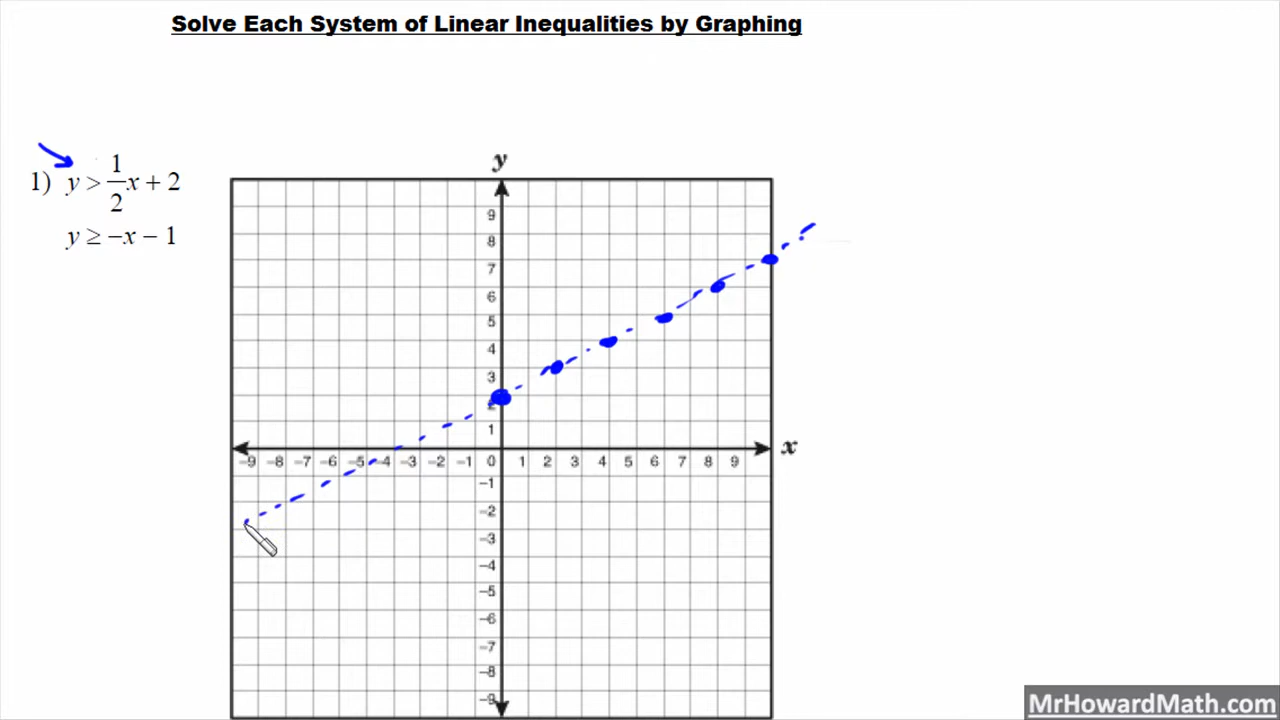 Solve Each System of Linear Inequalities by Graphing
1) y > 1/2 x + 2
y ≥ −x − 1
y
9
8
7
6
5
4
3
2
1
−9 −8 −7 −6 −5 −4 −3 −2 −1 0 1 2 3 4 5 6 7 8 9
x
−1
−2
−3
−4
−5
−6
−7
−8
−9
MrHowardMath.com